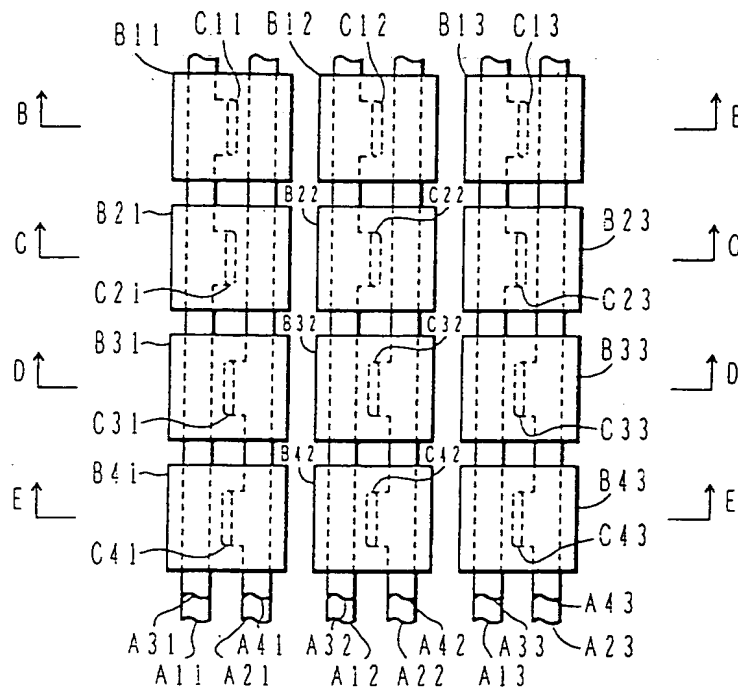 B11 C11 B12 C12 B13 C13
B B
B21 B22 C22 B23
C C
C21 C23
B31 B32 C32 B33
D D
C31 C33
B41 B42 C42 B43
E E
C41 C43
A31 A41 A32 A42 A33 A43
A11 A21 A12 A22 A13 A23